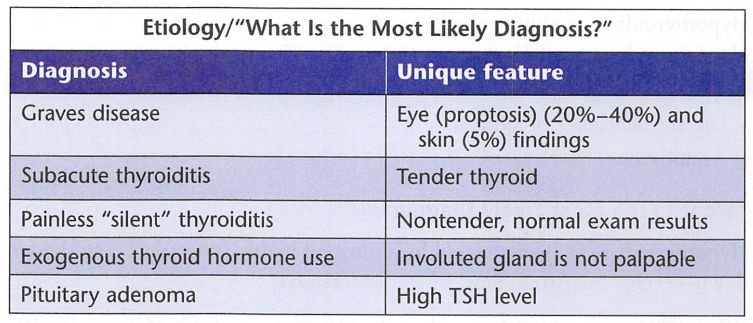 Etiology/“What Is the Most Likely Diagnosis?”
Diagnosis Unique feature
Graves disease Eye (proptosis) (20%–40%) and
skin (5%) findings
Subacute thyroiditis Tender thyroid
Painless “silent” thyroiditis Nontender, normal exam results
Exogenous thyroid hormone use Involuted gland is not palpable
Pituitary adenoma High TSH level